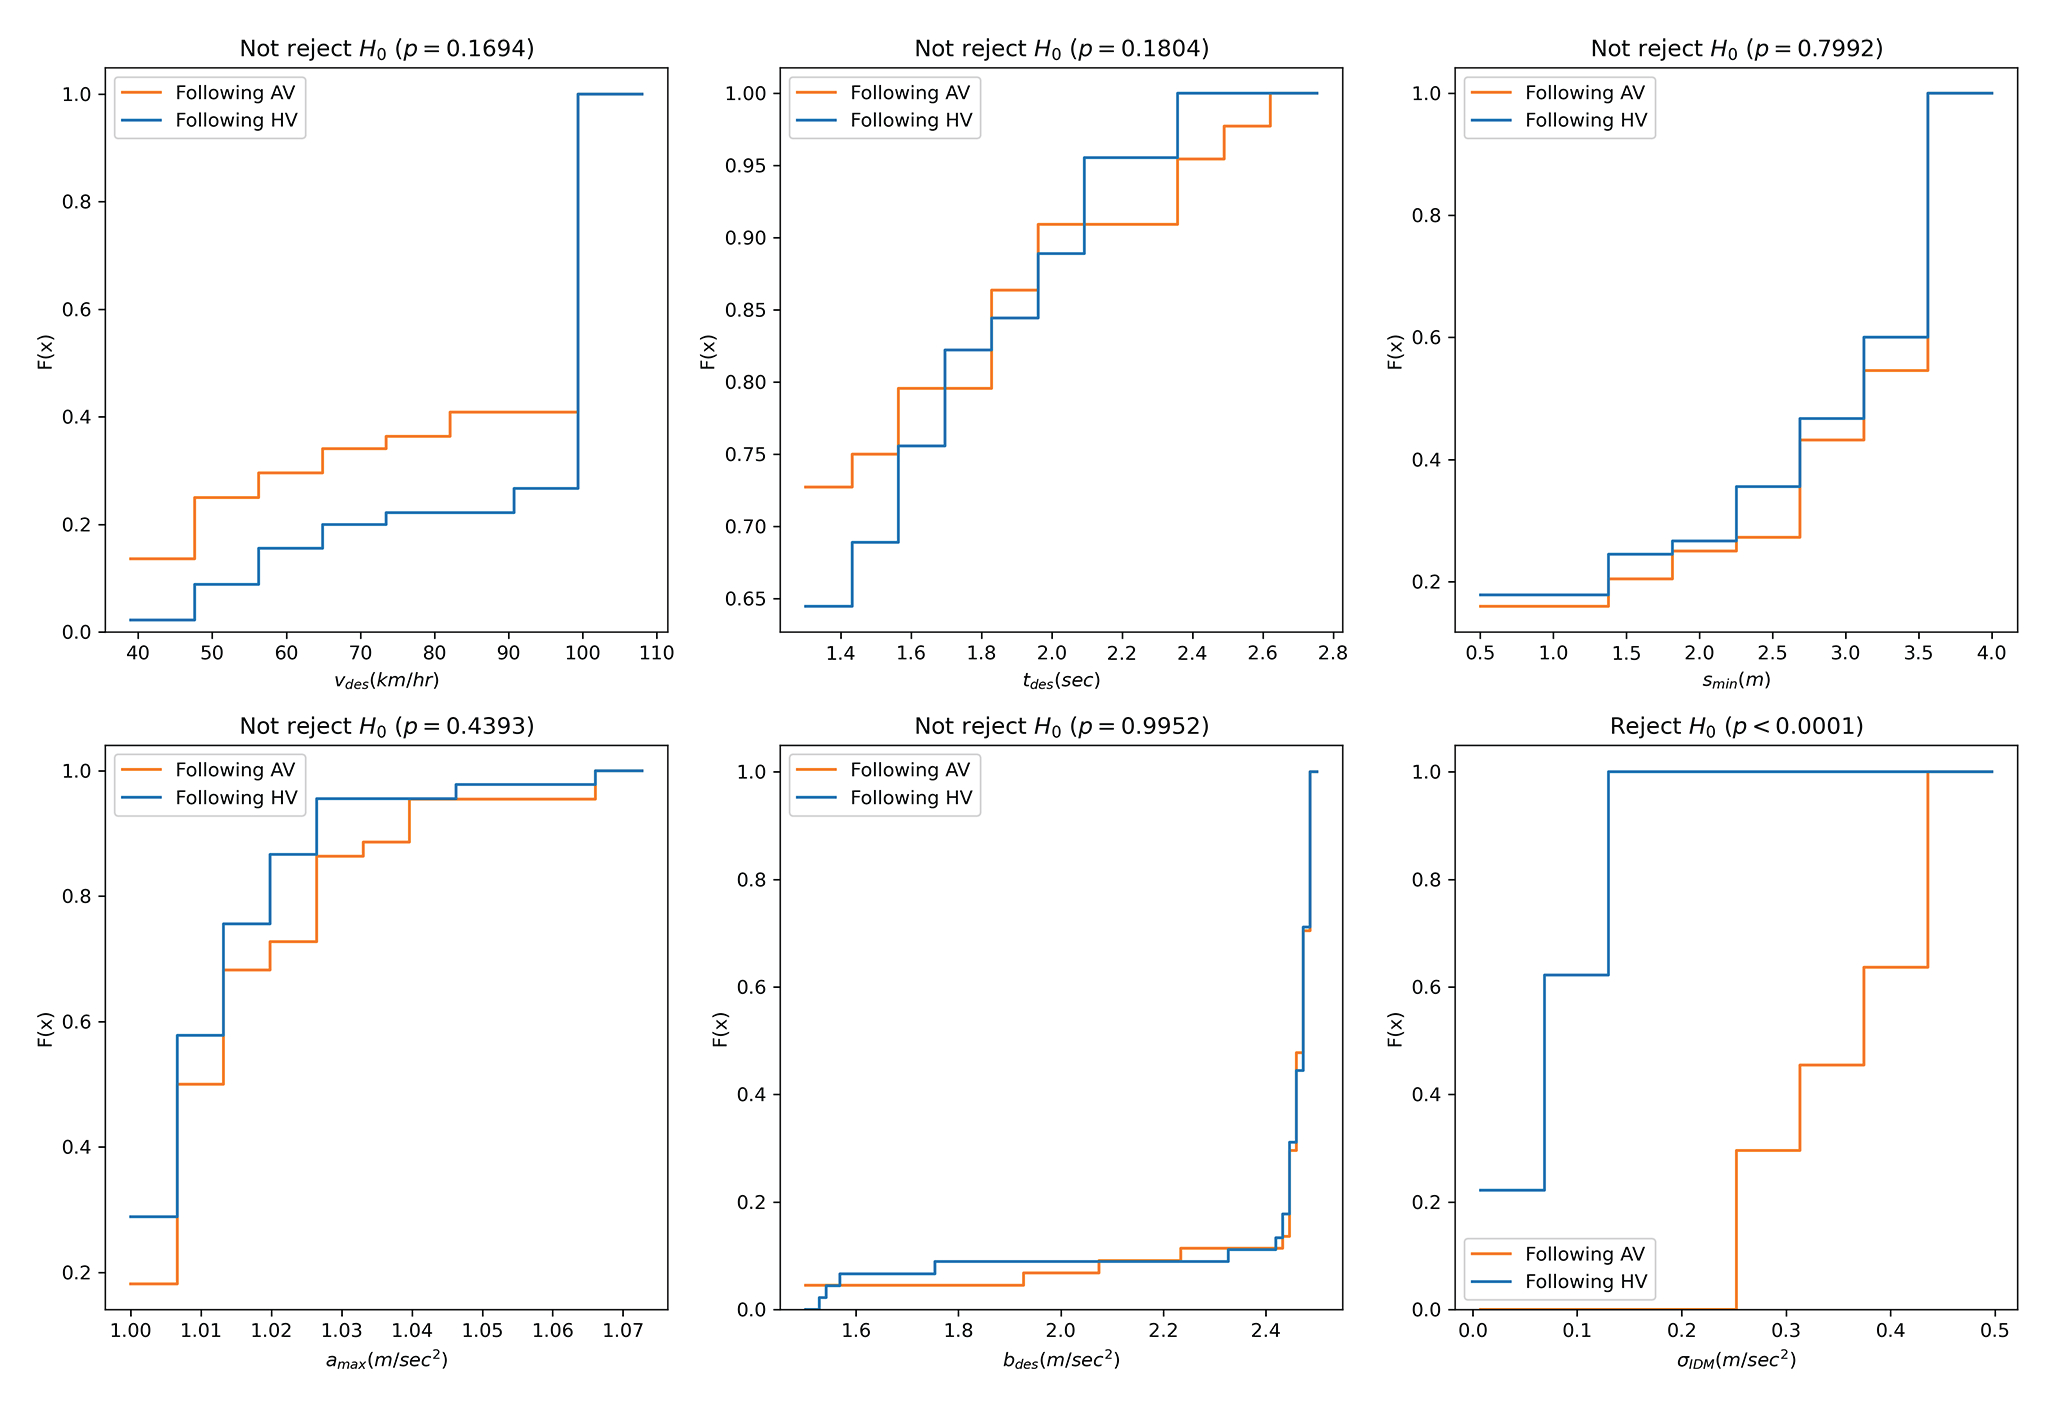 Not reject H₀ (p = 0.1694)
Following AV
Following HV
F(x)
1.0
0.8
0.6
0.4
0.2
0.0
40 50 60 70 80 90 100 110
v_des(km/hr)
Not reject H₀ (p = 0.1804)
Following AV
Following HV
F(x)
1.00
0.95
0.90
0.85
0.80
0.75
0.70
0.65
1.4 1.6 1.8 2.0 2.2 2.4 2.6 2.8
t_des(sec)
Not reject H₀ (p = 0.7992)
Following AV
Following HV
F(x)
1.0
0.8
0.6
0.4
0.2
0.5 1.0 1.5 2.0 2.5 3.0 3.5 4.0
s_min(m)
Not reject H₀ (p = 0.4393)
Following AV
Following HV
F(x)
1.0
0.8
0.6
0.4
0.2
1.00 1.01 1.02 1.03 1.04 1.05 1.06 1.07
a_max(m/sec²)
Not reject H₀ (p = 0.9952)
Following AV
Following HV
F(x)
1.0
0.8
0.6
0.4
0.2
0.0
1.6 1.8 2.0 2.2 2.4
b_des(m/sec²)
Reject H₀ (p < 0.0001)
F(x)
1.0
0.8
0.6
0.4
0.2
0.0
Following AV
Following HV
0.0 0.1 0.2 0.3 0.4 0.5
σ_IDM(m/sec²)